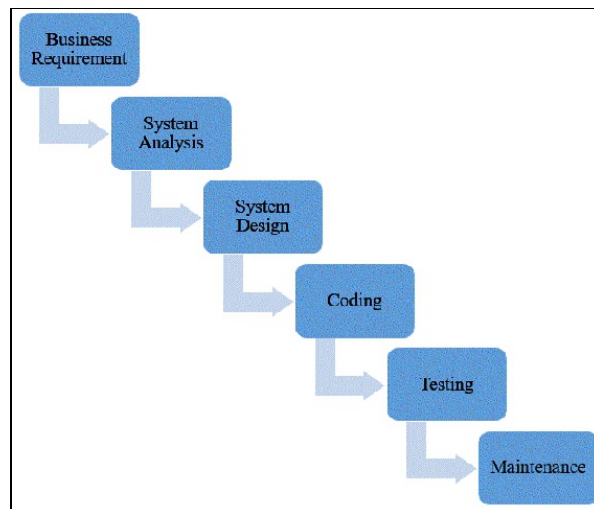 Business
Requirement
System
Analysis
System
Design
Coding
Testing
Maintenance